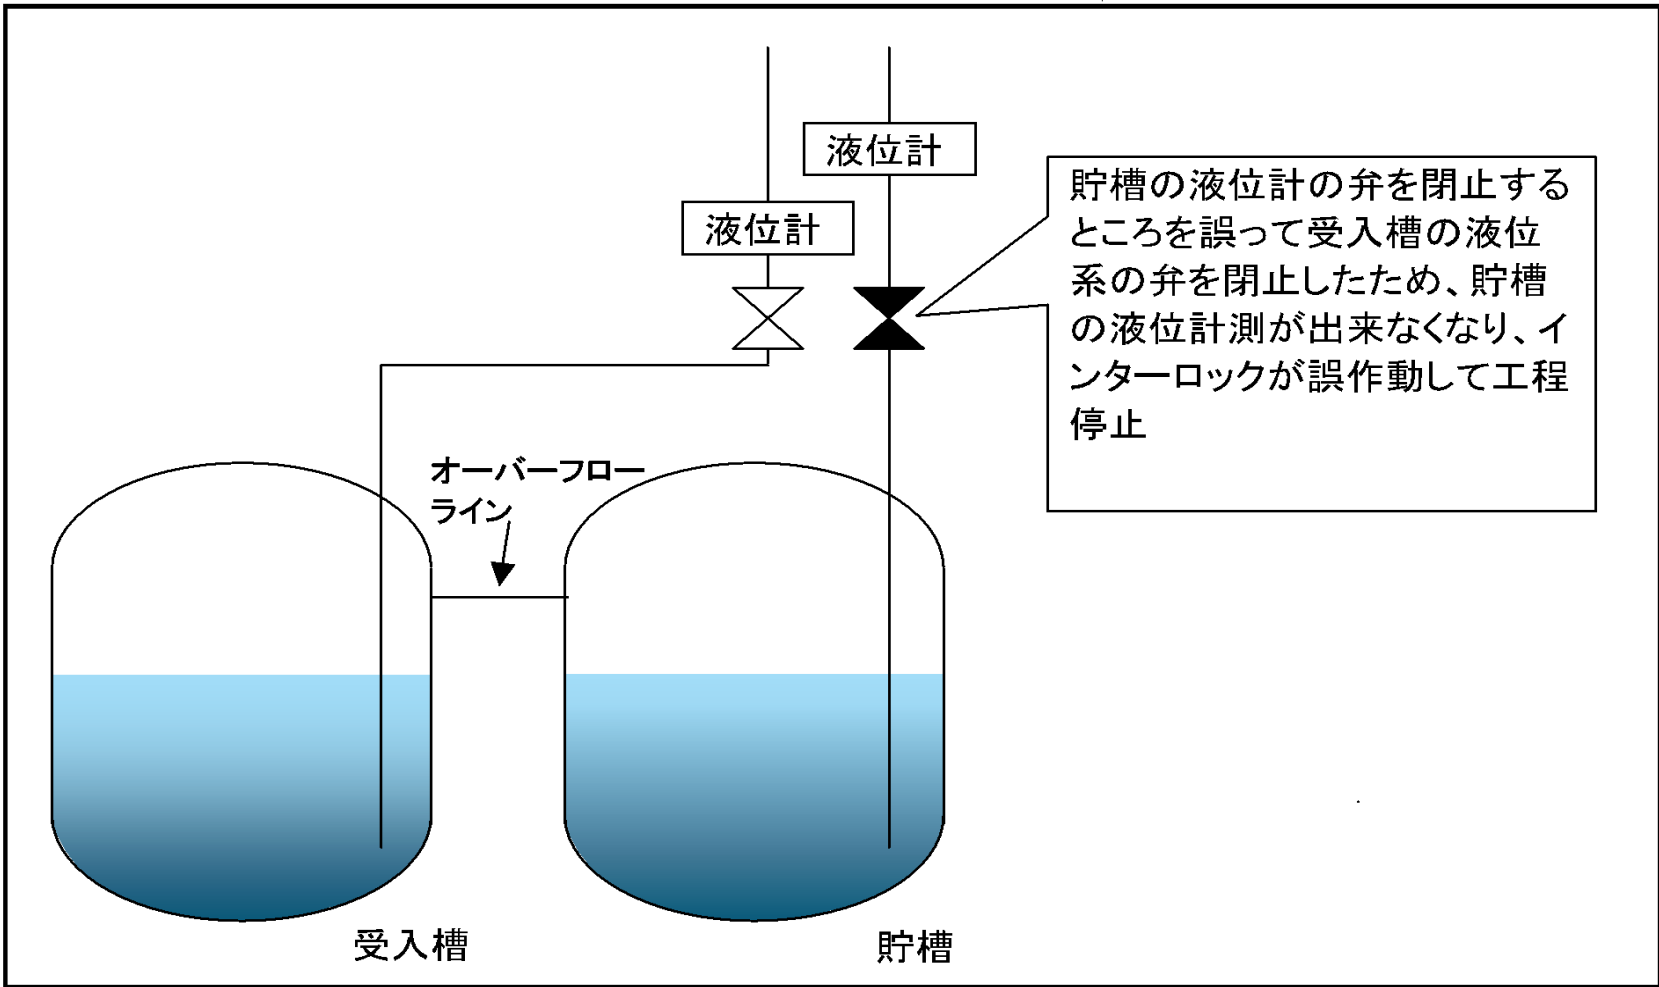 液位計
液位計
貯槽の液位計の弁を閉止する
ところを誤って受入槽の液位
系の弁を閉止したため、貯槽
の液位計測が出来なくなり、イ
ンターロックが誤作動して工程
停止
オーバーフロー
ライン
受入槽
貯槽